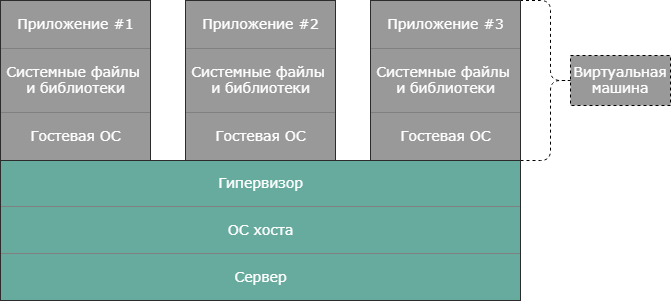 Приложение #1
Приложение #2
Приложение #3
Системные файлы
и библиотеки
Системные файлы
и библиотеки
Системные файлы
и библиотеки
Виртуальная
машина
Гостевая ОС
Гостевая ОС
Гостевая ОС
Гипервизор
ОС хоста
Сервер